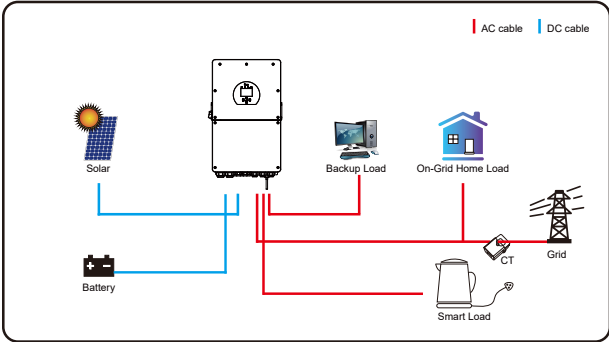 AC cable
DC cable
Solar
Backup Load
On-Grid Home Load
CT
Grid
Battery
Smart Load